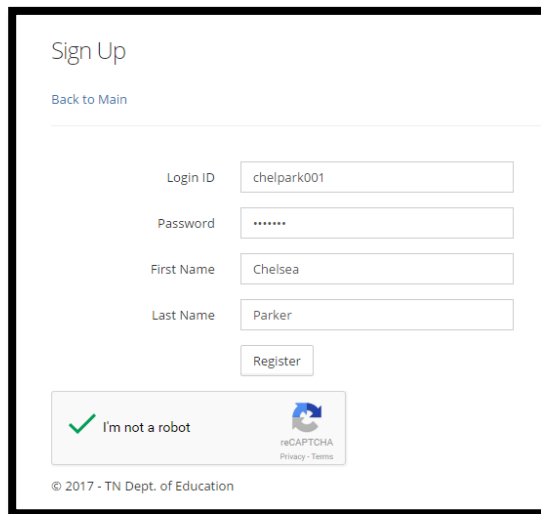 Sign Up
Back to Main
Login ID chelpark001
Password •••••••
First Name Chelsea
Last Name Parker
Register
I'm not a robot
reCAPTCHA
Privacy - Terms
© 2017 - TN Dept. of Education